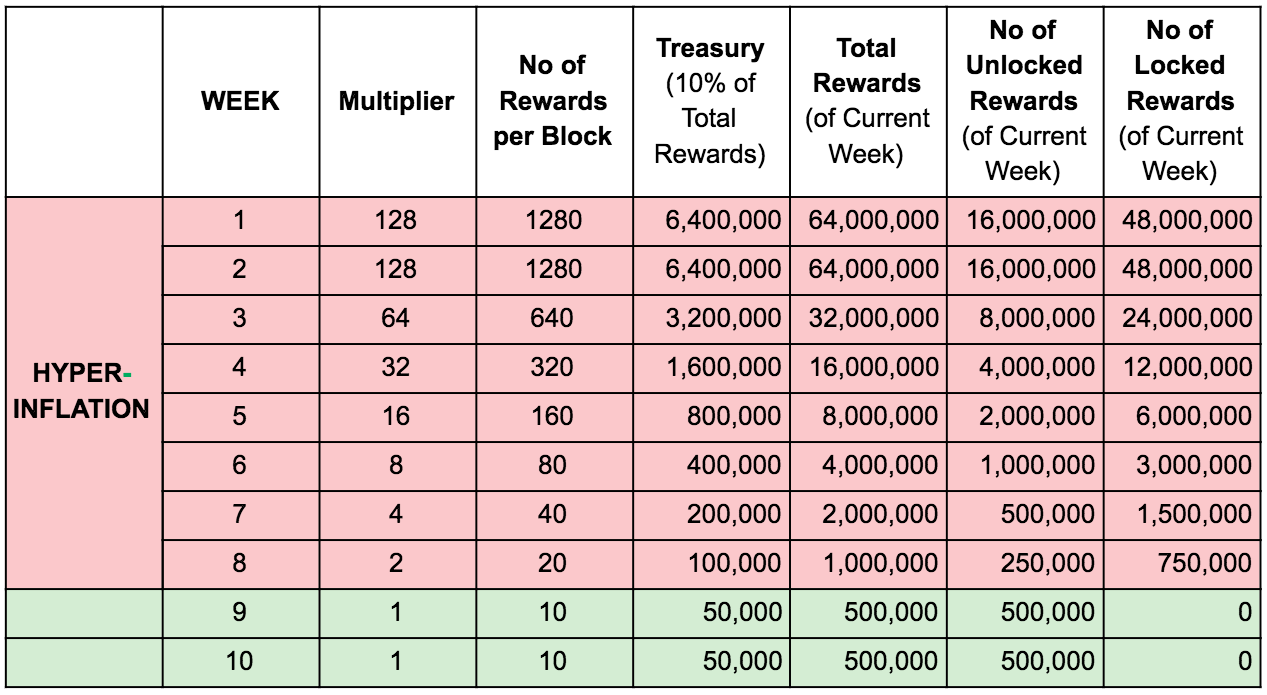 WEEK
Multiplier
No of
Rewards
per Block
Treasury
(10% of
Total
Rewards)
Total
Rewards
(of Current
Week)
No of
Unlocked
Rewards
(of Current
Week)
No of
Locked
Rewards
(of Current
Week)
HYPER-
INFLATION
1 128 1280 6,400,000 64,000,000 16,000,000 48,000,000
2 128 1280 6,400,000 64,000,000 16,000,000 48,000,000
3 64 640 3,200,000 32,000,000 8,000,000 24,000,000
4 32 320 1,600,000 16,000,000 4,000,000 12,000,000
5 16 160 800,000 8,000,000 2,000,000 6,000,000
6 8 80 400,000 4,000,000 1,000,000 3,000,000
7 4 40 200,000 2,000,000 500,000 1,500,000
8 2 20 100,000 1,000,000 250,000 750,000
9 1 10 50,000 500,000 500,000 0
10 1 10 50,000 500,000 500,000 0